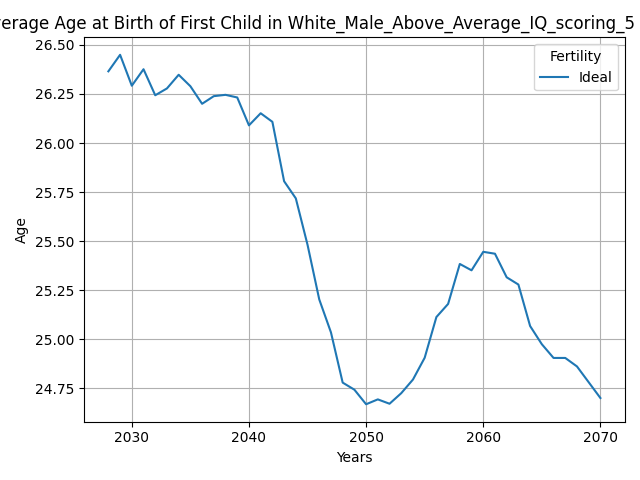 verage Age at Birth of First Child in White_Male_Above_Average_IQ_scoring_5
26.50
26.25
26.00
25.75
25.50
25.25
25.00
24.75
Age
Fertility
Ideal
2030 2040 2050 2060 2070
Years